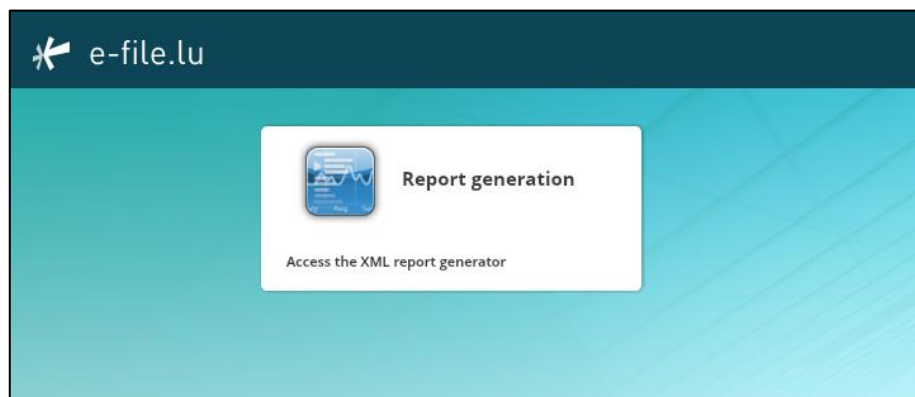 e-file.lu
Report generation
Access the XML report generator